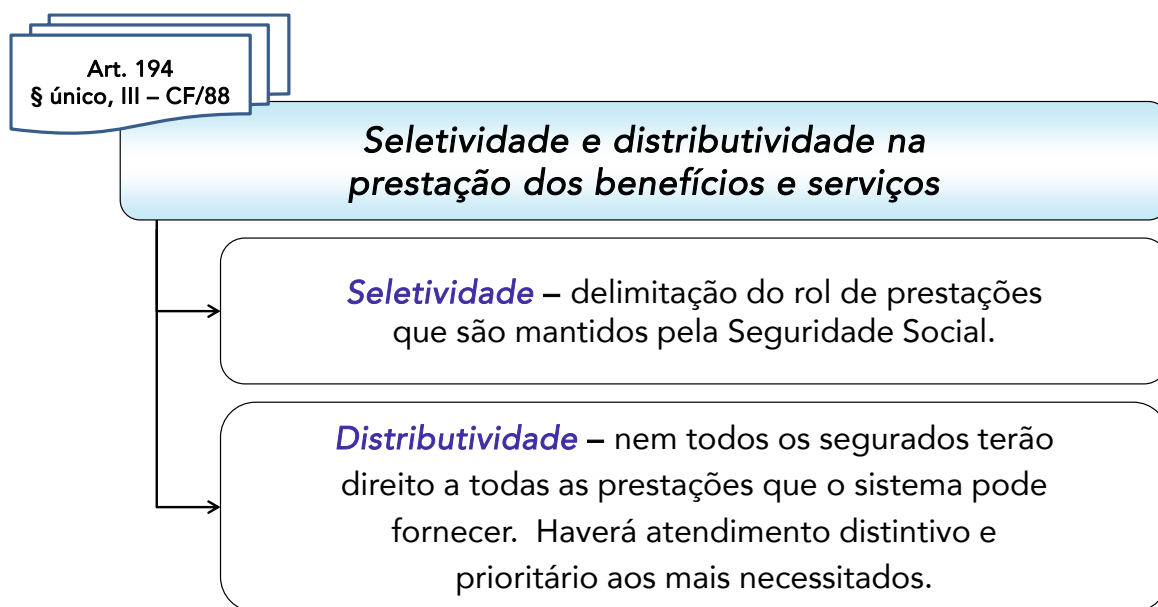 Art. 194
§ único, III – CF/88
Seletividade e distributividade na
prestação dos benefícios e serviços
Seletividade – delimitação do rol de prestações
que são mantidos pela Seguridade Social.
Distributividade – nem todos os segurados terão
direito a todas as prestações que o sistema pode
fornecer.  Haverá atendimento distintivo e
prioritário aos mais necessitados.